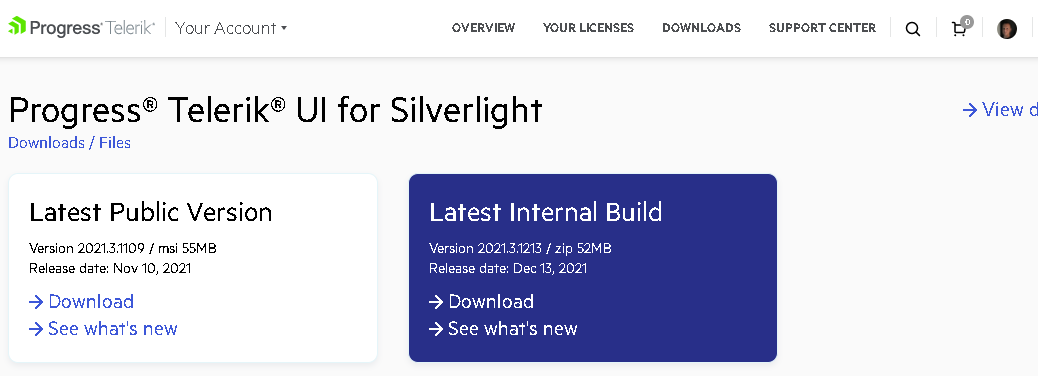 Progress® Telerik®
Your Account
OVERVIEW
YOUR LICENSES
DOWNLOADS
SUPPORT CENTER
0
Progress® Telerik® UI for Silverlight
→ View d
Downloads / Files
Latest Public Version
Version 2021.3.1109 / msi 55MB
Release date: Nov 10, 2021
→ Download
→ See what's new
Latest Internal Build
Version 2021.3.1213 / zip 52MB
Release date: Dec 13, 2021
→ Download
→ See what's new